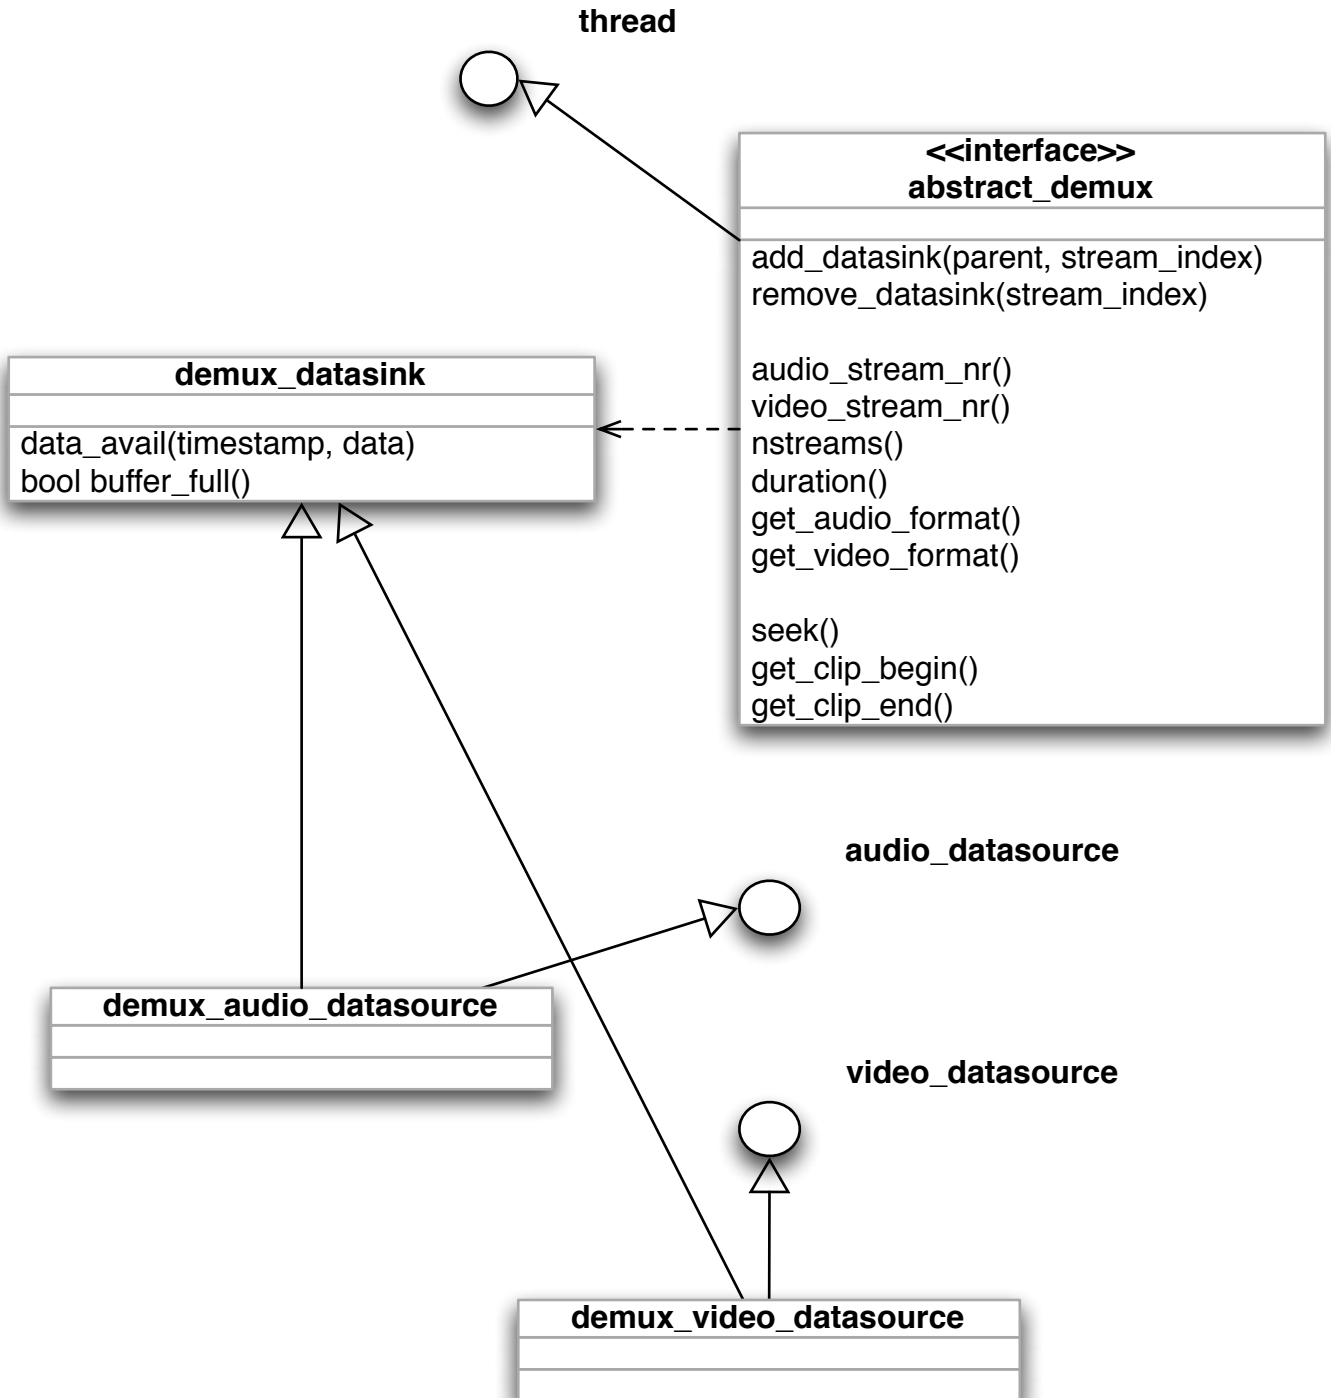 thread
<<interface>>
abstract_demux
add_datasink(parent, stream_index)
remove_datasink(stream_index)
audio_stream_nr()
video_stream_nr()
nstreams()
duration()
get_audio_format()
get_video_format()
seek()
get_clip_begin()
get_clip_end()
demux_datasink
data_avail(timestamp, data)
bool buffer_full()
audio_datasource
demux_audio_datasource
video_datasource
demux_video_datasource